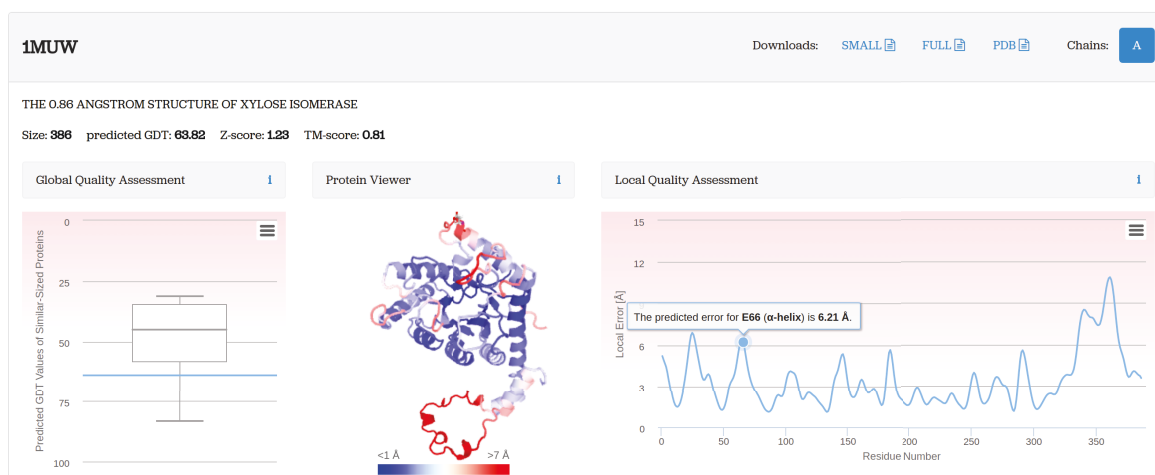 1MUW
Downloads: SMALL FULL PDB Chains: A
THE 0.86 ANGSTROM STRUCTURE OF XYLOSE ISOMERASE
Size: 386 predicted GDT: 63.82 Z-score: 1.23 TM-score: 0.81
Global Quality Assessment i
Protein Viewer i
Local Quality Assessment i
Predicted GDT Values of Similar-Sized Proteins
0
25
50
75
100
<1 Å >7 Å
Local Error [Å]
15
12
6
3
0
The predicted error for E66 (α-helix) is 6.21 Å.
0 50 100 150 200 250 300 350
Residue Number